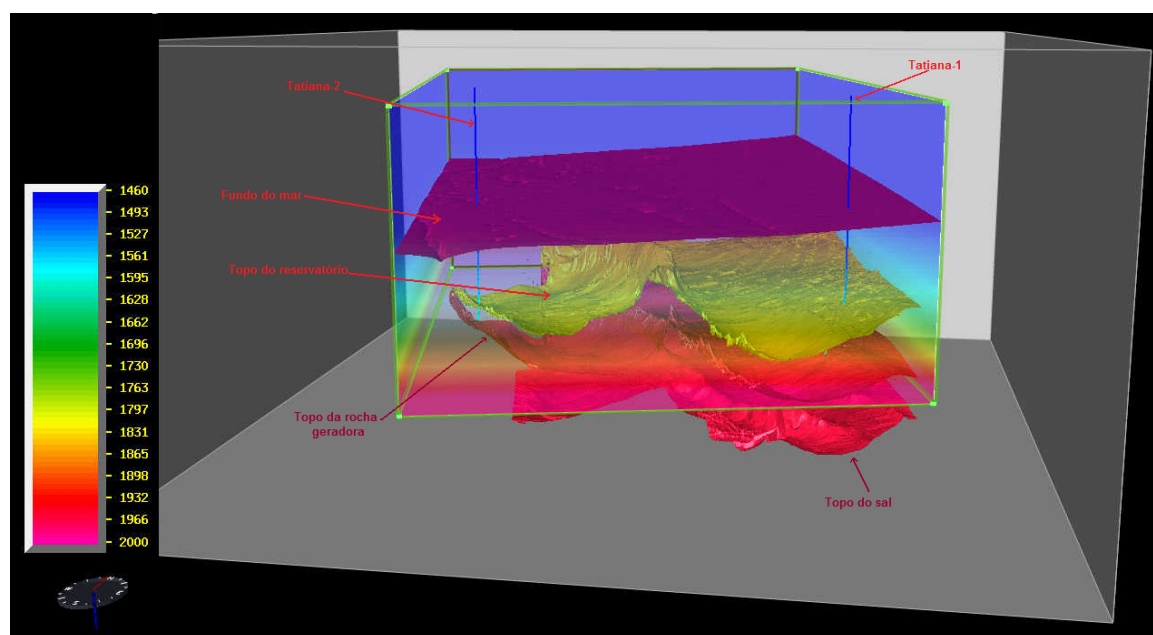 Tatiana-1
Tatiana-2
Fundo do mar
Topo do reservatório
Topo da rocha
geradora
Topo do sal
1460
1493
1527
1561
1595
1628
1662
1696
1730
1763
1797
1831
1865
1898
1932
1966
2000